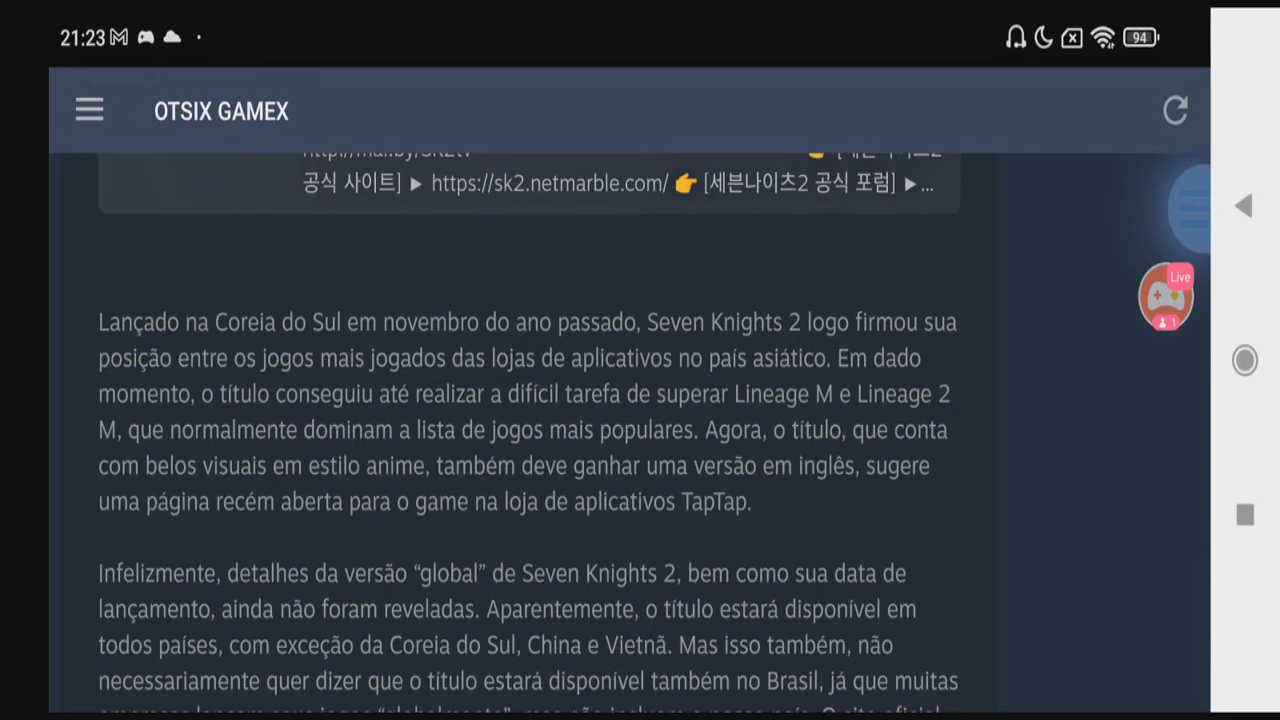 21:23
94
OTSIX GAMEX
공식 사이트] ▶ https://sk2.netmarble.com/ 👉 [세븐나이츠2 공식 포럼] ▶...
Live
1
Lançado na Coreia do Sul em novembro do ano passado, Seven Knights 2 logo firmou sua
posição entre os jogos mais jogados das lojas de aplicativos no país asiático. Em dado
momento, o título conseguiu até realizar a difícil tarefa de superar Lineage M e Lineage 2
M, que normalmente dominam a lista de jogos mais populares. Agora, o título, que conta
com belos visuais em estilo anime, também deve ganhar uma versão em inglês, sugere
uma página recém aberta para o game na loja de aplicativos TapTap.
Infelizmente, detalhes da versão “global” de Seven Knights 2, bem como sua data de
lançamento, ainda não foram reveladas. Aparentemente, o título estará disponível em
todos países, com exceção da Coreia do Sul, China e Vietnã. Mas isso também, não
necessariamente quer dizer que o título estará disponível também no Brasil, já que muitas